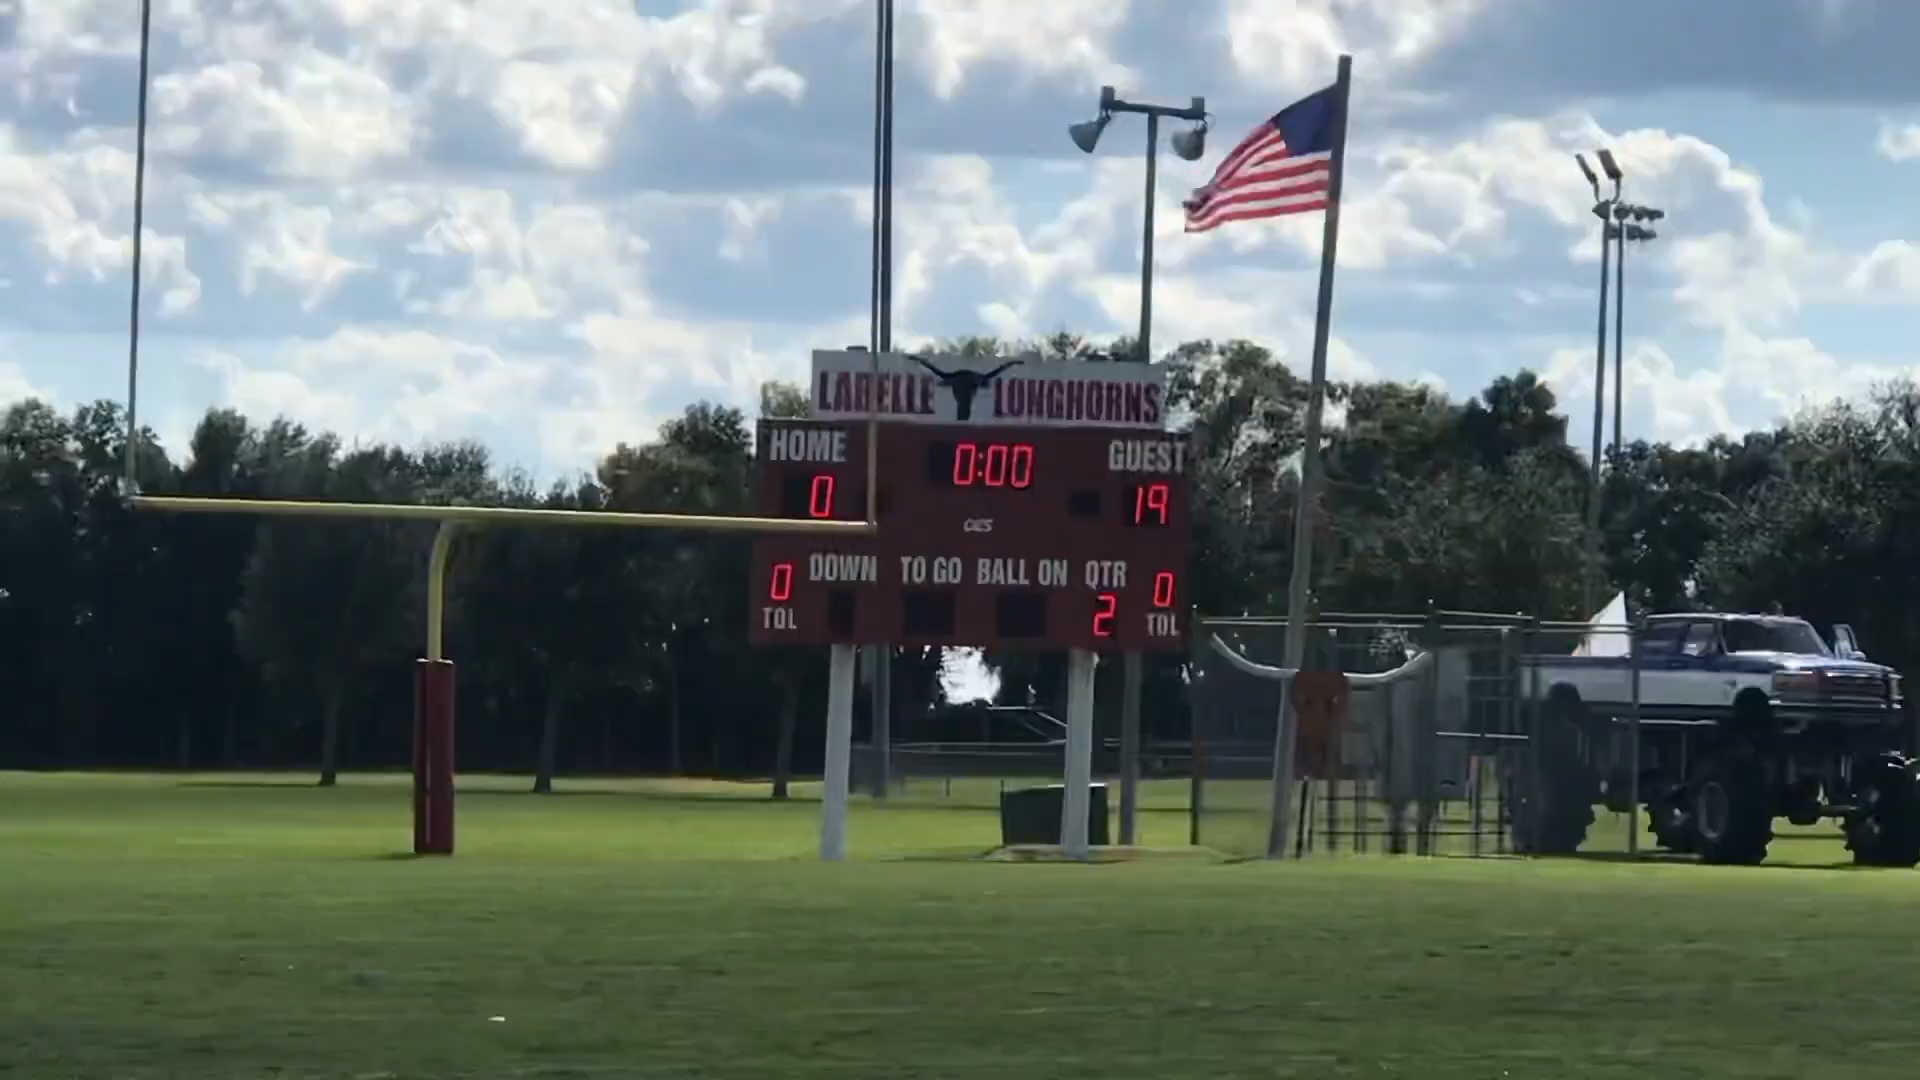 LABELLE LONGHORNS
HOME 0:00 GUEST
0 19
0 DOWN TO GO BALL ON QTR 0
TOL 2 TOL